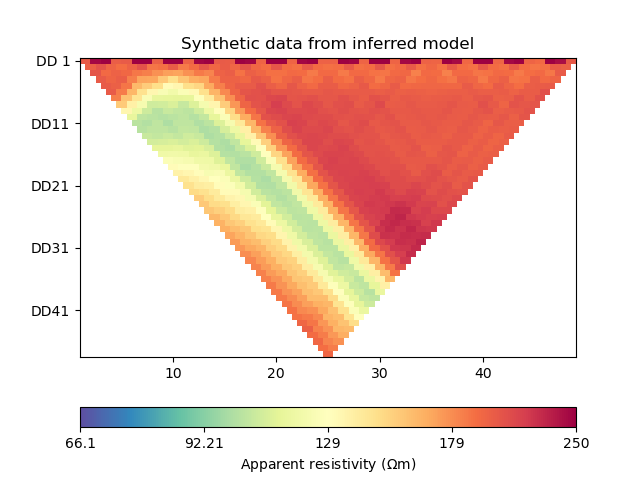 Synthetic data from inferred model
DD 1
DD11
DD21
DD31
DD41
10 20 30 40
66.1 92.21 129 179 250
Apparent resistivity (Ωm)